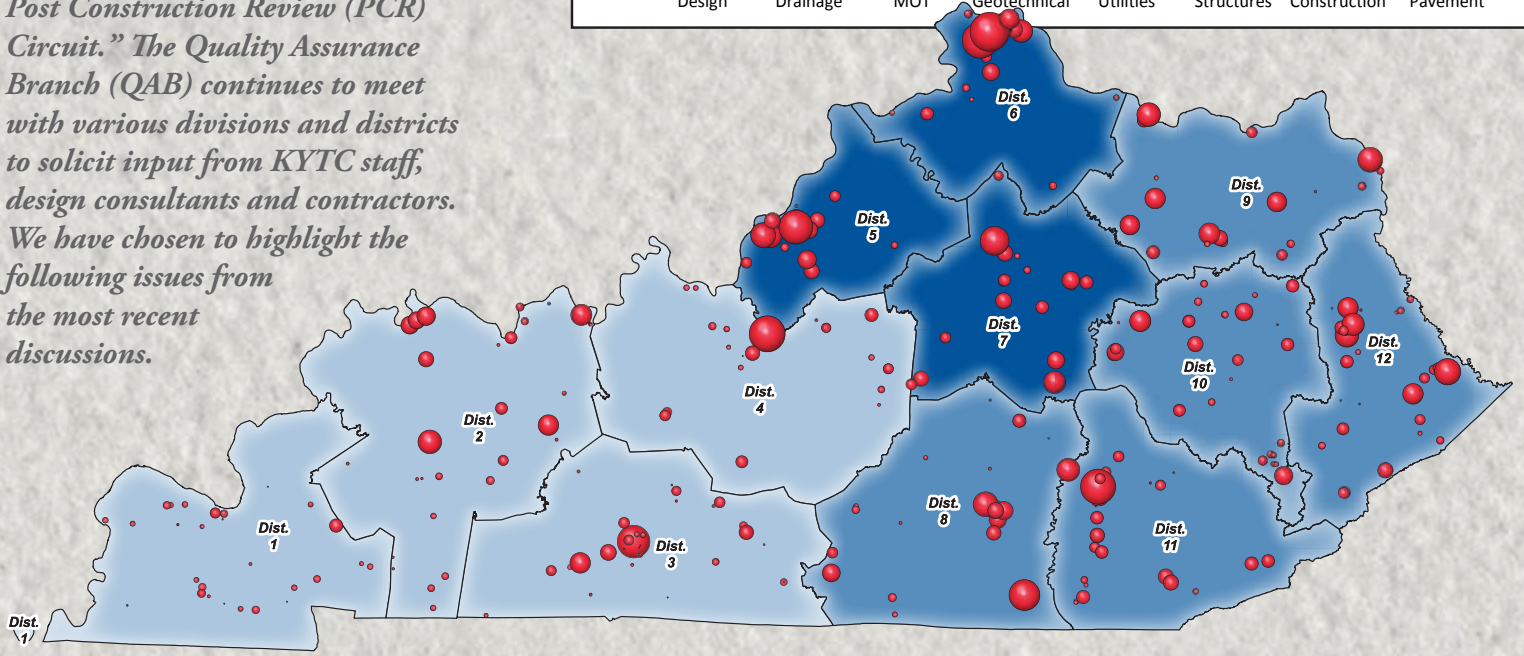 Post Construction Review (PCR)
Circuit.” The Quality Assurance
Branch (QAB) continues to meet
with various divisions and districts
to solicit input from KYTC staff,
design consultants and contractors.
We have chosen to highlight the
following issues from
the most recent
discussions.
Design Drainage MOT Geotechnical Utilities Structures Construction Pavement
Dist.
6
Dist.
9
Dist.
5
Dist.
7
Dist.
12
Dist.
10
Dist.
4
Dist.
2
Dist.
8
Dist.
1
Dist.
3
Dist.
11
Dist.
1